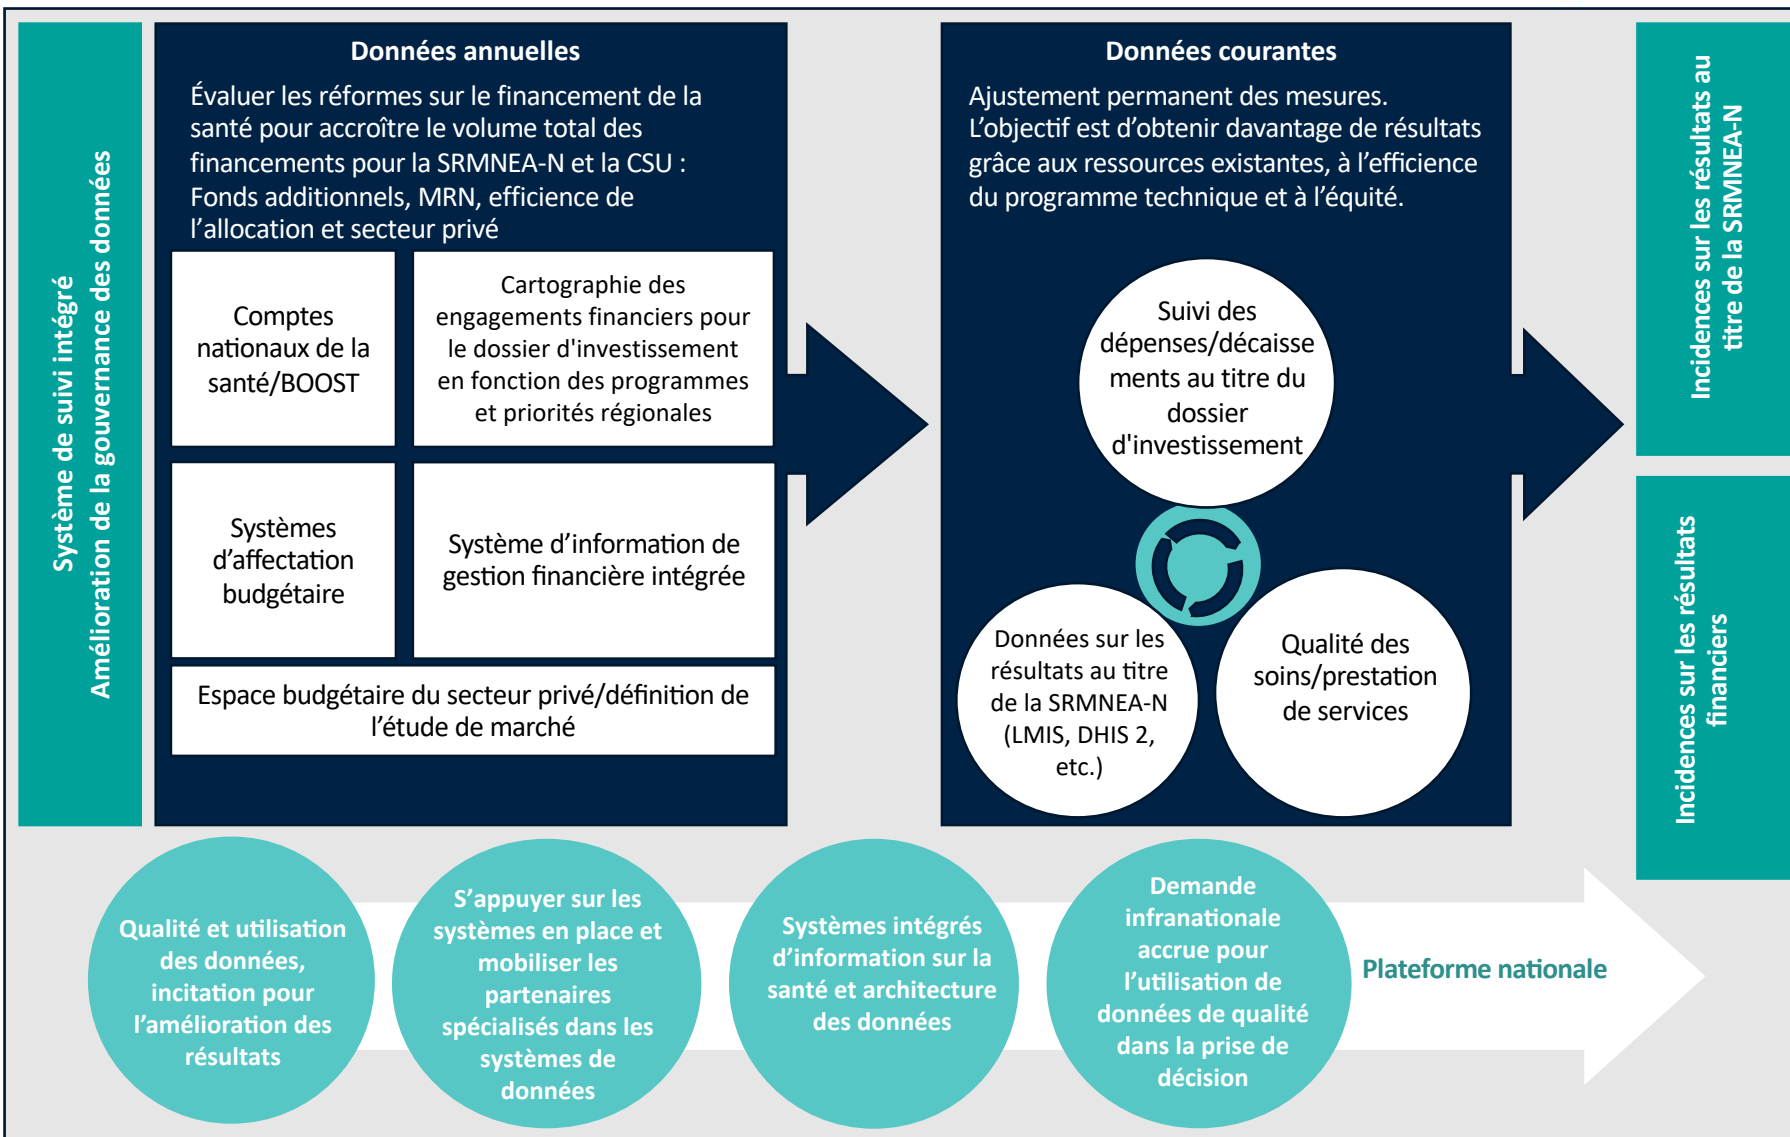 Système de suivi intégré
Amélioration de la gouvernance des données
Données annuelles
Évaluer les réformes sur le financement de la
santé pour accroître le volume total des
financements pour la SRMNEA-N et la CSU :
Fonds additionnels, MRN, efficience de
l’allocation et secteur privé
Comptes
nationaux de la
santé/BOOST
Cartographie des
engagements financiers pour
le dossier d'investissement
en fonction des programmes
et priorités régionales
Systèmes
d’affectation
budgétaire
Système d’information de
gestion financière intégrée
Espace budgétaire du secteur privé/définition de
l’étude de marché
Données courantes
Ajustement permanent des mesures.
L’objectif est d’obtenir davantage de résultats
grâce aux ressources existantes, à l’efficience
du programme technique et à l’équité.
Suivi des
dépenses/décaisse
ments au titre du
dossier
d'investissement
Données sur les
résultats au titre
de la SRMNEA-N
(LMIS, DHIS 2,
etc.)
Qualité des
soins/prestation
de services
Incidences sur les résultats au
titre de la SRMNEA-N
Incidences sur les résultats
financiers
Qualité et utilisation
des données,
incitation pour
l’amélioration des
résultats
S’appuyer sur les
systèmes en place et
mobiliser les
partenaires
spécialisés dans les
systèmes de
données
Systèmes intégrés
d’information sur la
santé et architecture
des données
Demande
infranationale
accrue pour
l’utilisation de
données de qualité
dans la prise de
décision
Plateforme nationale